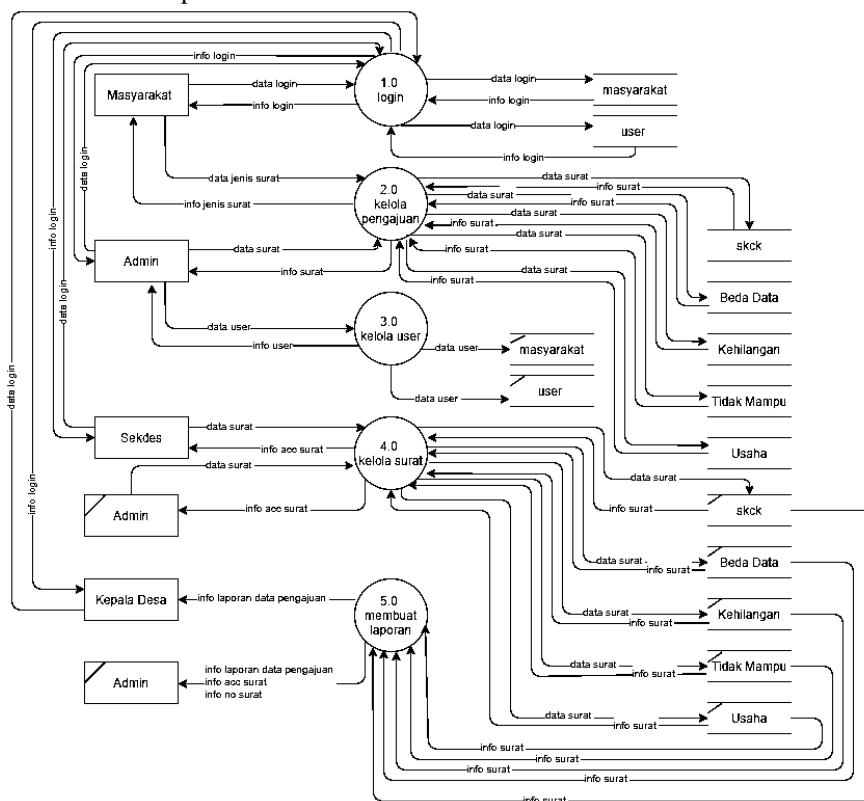 info login
data login
info login
1.0
login
data login
info login
data login
info login
masyarakat
user
Masyarakat
data login
info login
data login
info login
data login
info login
data jenis surat
info jenis surat
2.0
kelola
pengajuan
data surat
info surat
data surat
info surat
data surat
info surat
data surat
info surat
data surat
info surat
skck
Beda Data
Kehilangan
Tidak Mampu
Usaha
Admin
data surat
info surat
data user
info user
3.0
kelola user
data user
data user
masyarakat
user
Sekdes
data surat
info acc surat
data surat
info acc surat
Admin
4.0
kelola surat
data surat
info surat
skck
data surat
info surat
Beda Data
data surat
info surat
Kehilangan
data surat
info surat
Tidak Mampu
data surat
info surat
Usaha
Kepala Desa
info laporan data pengajuan
5.0
membuat
laporan
Admin
info laporan data pengajuan
info acc surat
info no surat
info surat
info surat
info surat
info surat
info surat